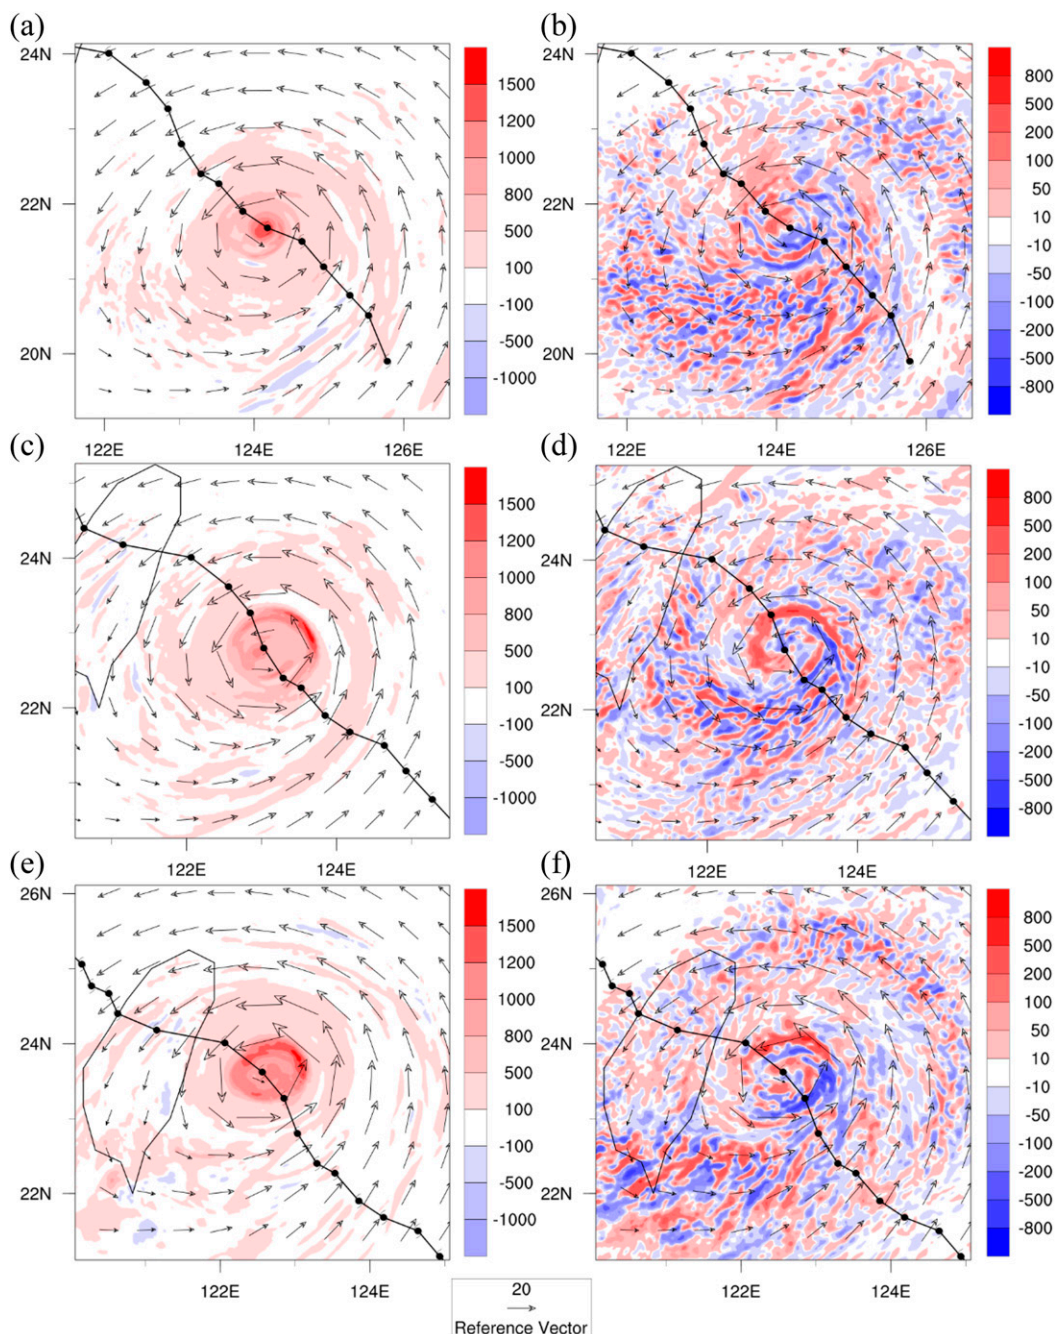 (a) (b)
24N
22N
20N
1500
1200
1000
800
500
100
-100
-500
-1000
24N
22N
20N
800
500
200
100
50
10
-10
-50
-100
-200
-500
-800
122E 124E 126E
122E 124E 126E
(c) (d)
24N
22N
1500
1200
1000
800
500
100
-100
-500
-1000
24N
22N
800
500
200
100
50
10
-10
-50
-100
-200
-500
-800
122E 124E
122E 124E
(e) (f)
26N
24N
22N
1500
1200
1000
800
500
100
-100
-500
-1000
26N
24N
22N
800
500
200
100
50
10
-10
-50
-100
-200
-500
-800
122E 124E
122E 124E
20
Reference Vector